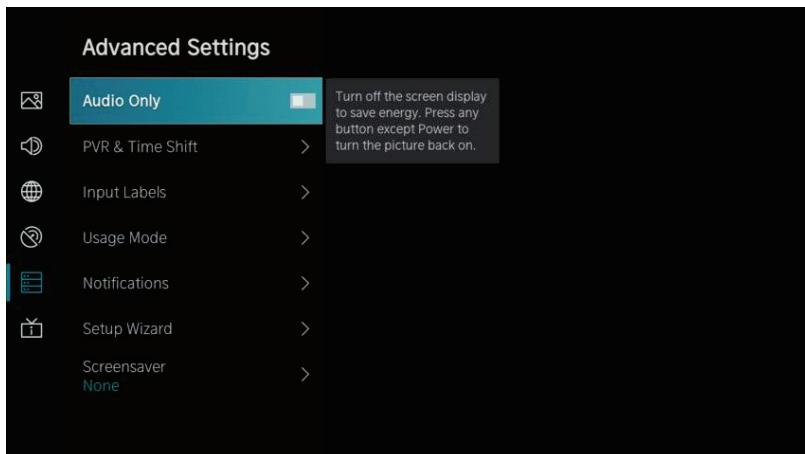 Advanced Settings
Audio Only
Turn off the screen display
to save energy. Press any
button except Power to
turn the picture back on.
PVR & Time Shift
Input Labels
Usage Mode
Notifications
Setup Wizard
Screensaver
None